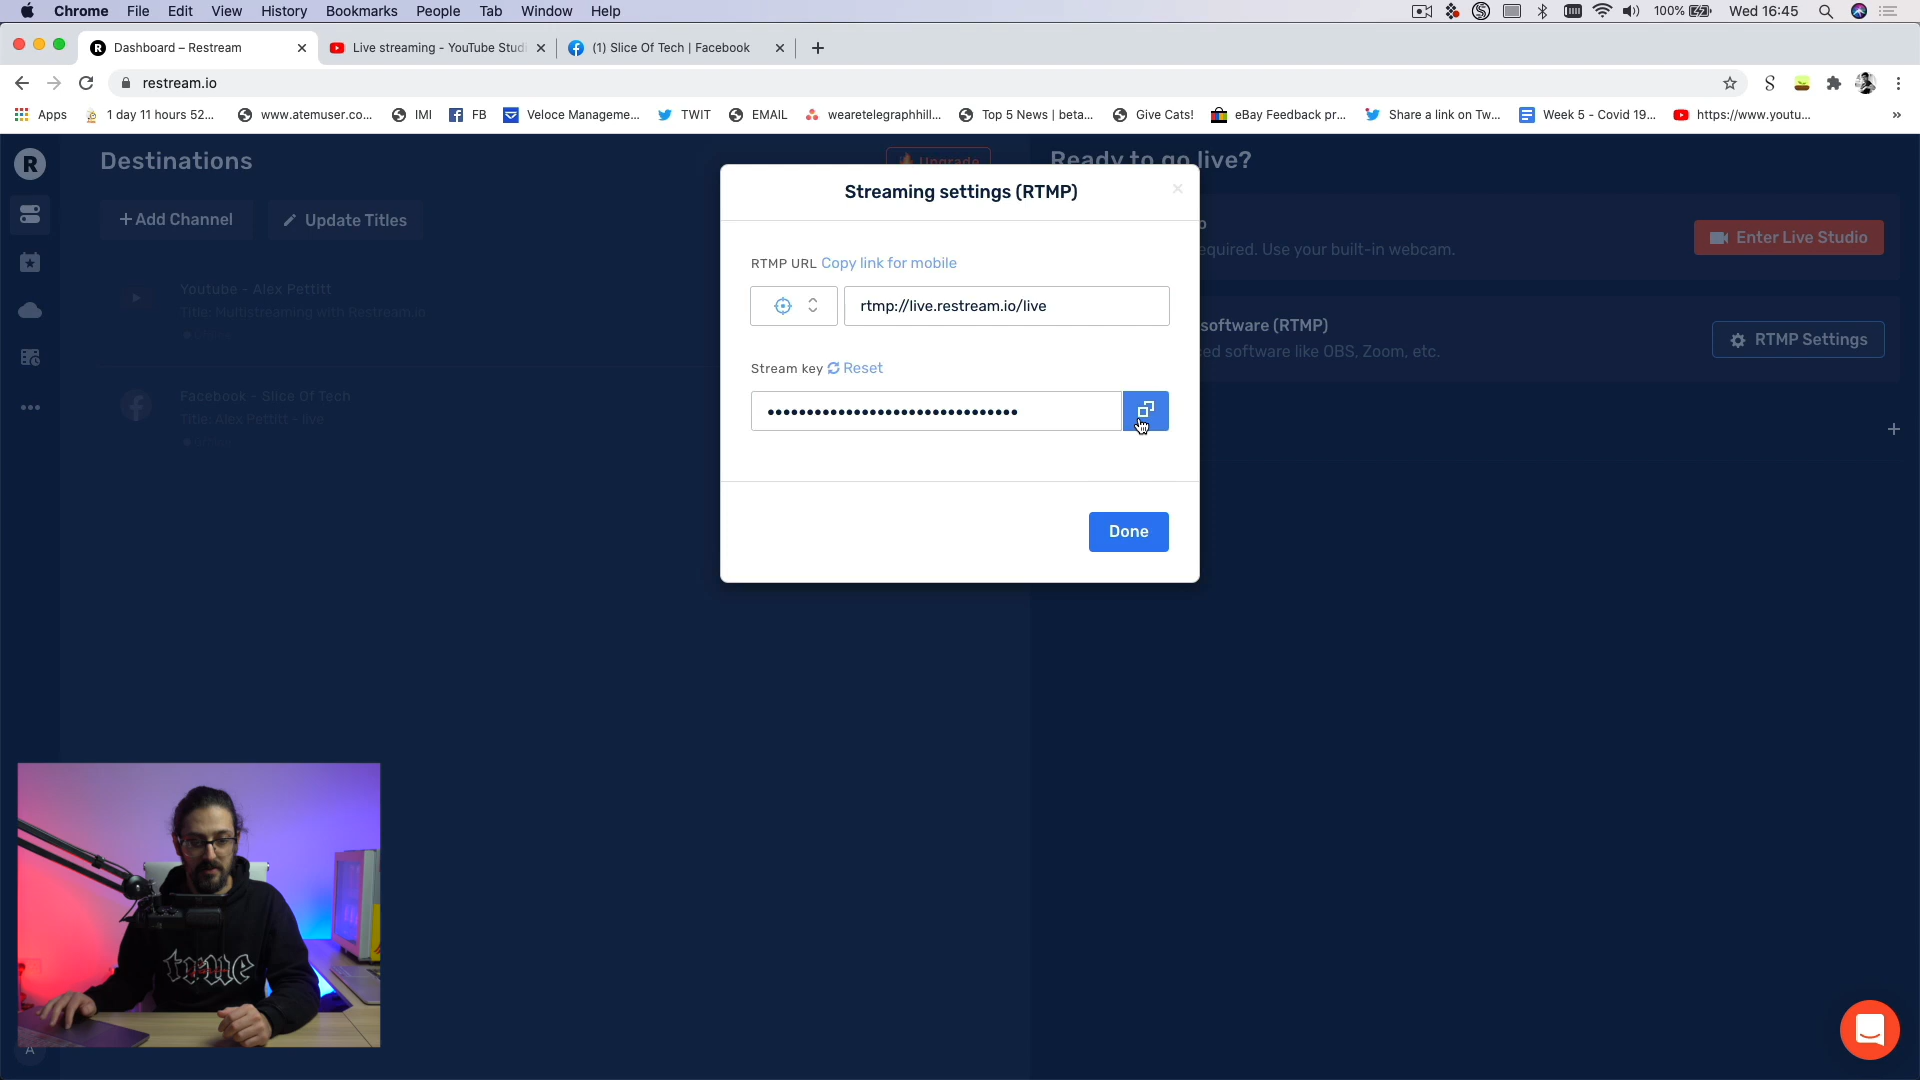 Chrome File Edit View History Bookmarks People Tab Window Help 100% Wed 16:45
Dashboard – Restream
Live streaming - YouTube Studi
(1) Slice Of Tech | Facebook
restream.io
Apps 1 day 11 hours 52... www.atemuser.co... IMI FB Veloce Manageme... TWIT EMAIL wearetelegraphhill... Top 5 News | beta... Give Cats! eBay Feedback pr... Share a link on Tw... Week 5 - Covid 19... https://www.youtu... »
R
Destinations
Upgrade
Ready to go live?
+ Add Channel
Update Titles
Youtube - Alex Pettitt
Title: Multistreaming with Restream.io
Facebook - Slice Of Tech
Title: Alex Pettitt - live
Streaming settings (RTMP)
RTMP URL Copy link for mobile
rtmp://live.restream.io/live
Stream key Reset
••••••••••••••••••••••••••••••••
Done
equired. Use your built-in webcam.
Enter Live Studio
software (RTMP)
ed software like OBS, Zoom, etc.
RTMP Settings
true
A